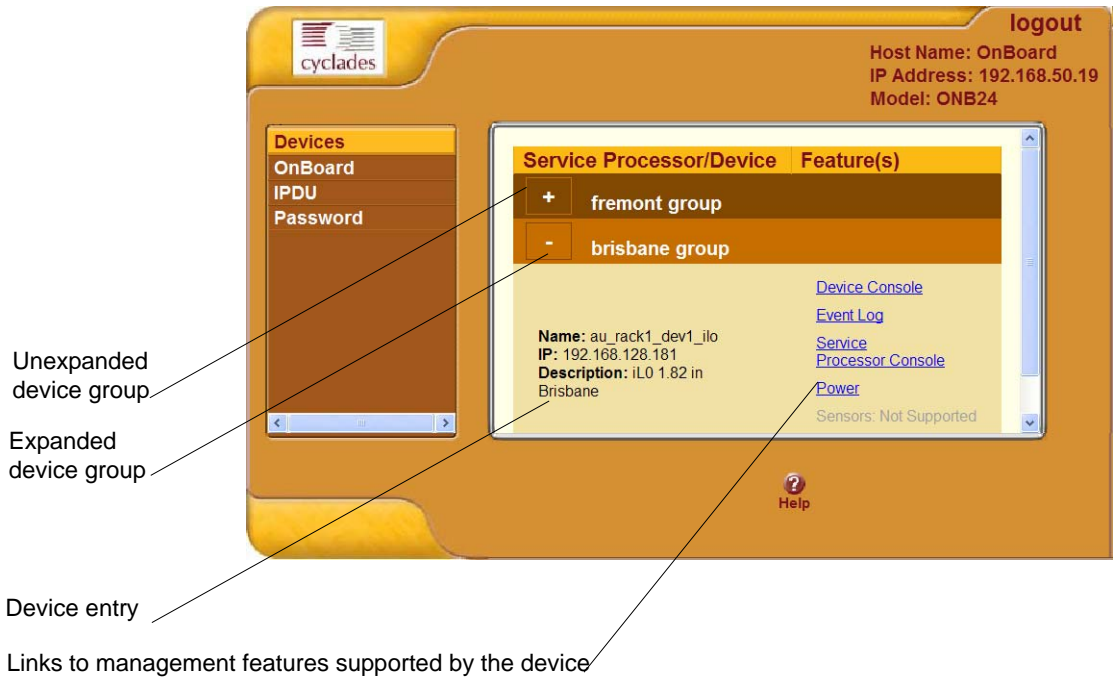 cyclades
logout
Host Name: OnBoard
IP Address: 192.168.50.19
Model: ONB24
Devices
OnBoard
IPDU
Password
Service Processor/Device Feature(s)
+ fremont group
- brisbane group
Name: au_rack1_dev1_ilo
IP: 192.168.128.181
Description: iL0 1.82 in
Brisbane
Device Console
Event Log
Service
Processor Console
Power
Sensors: Not Supported
? Help
Unexpanded
device group
Expanded
device group
Device entry
Links to management features supported by the device